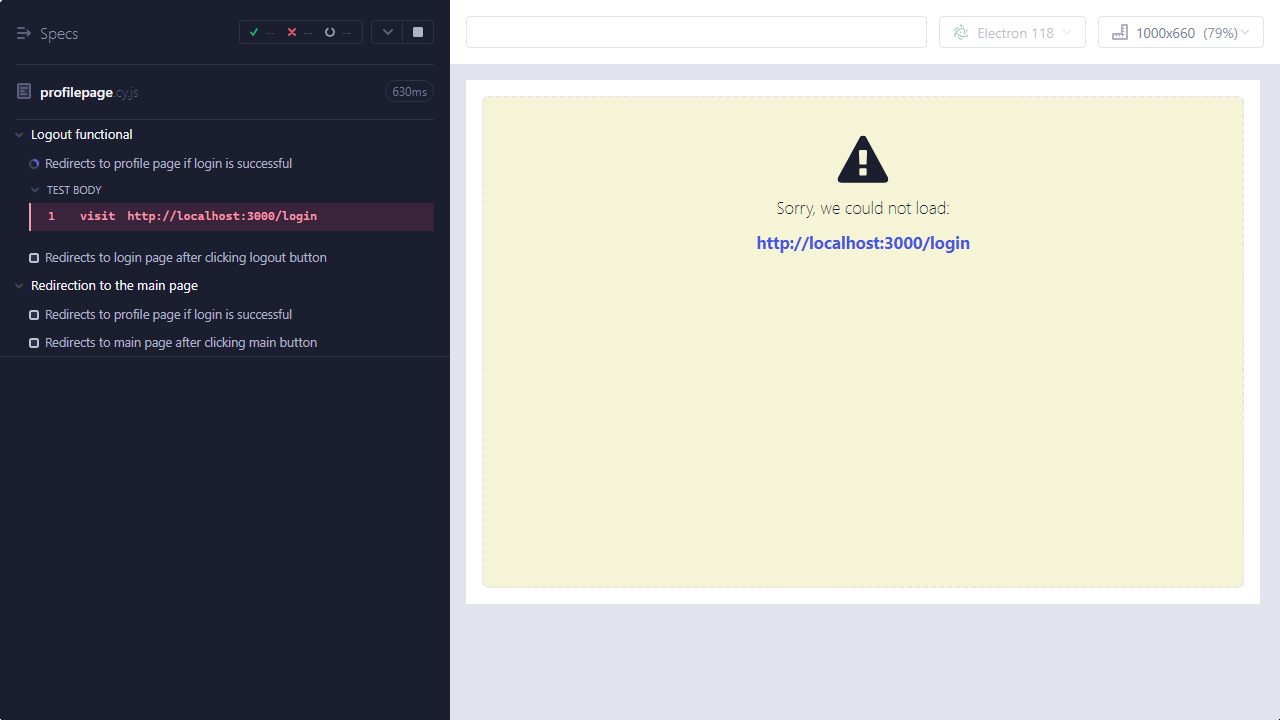 Specs
-- -- --
profilepage.cy.js 630ms
Logout functional
Redirects to profile page if login is successful
TEST BODY
1 visit http://localhost:3000/login
Redirects to login page after clicking logout button
Redirection to the main page
Redirects to profile page if login is successful
Redirects to main page after clicking main button
Electron 118
1000x660 (79%)
Sorry, we could not load:
http://localhost:3000/login